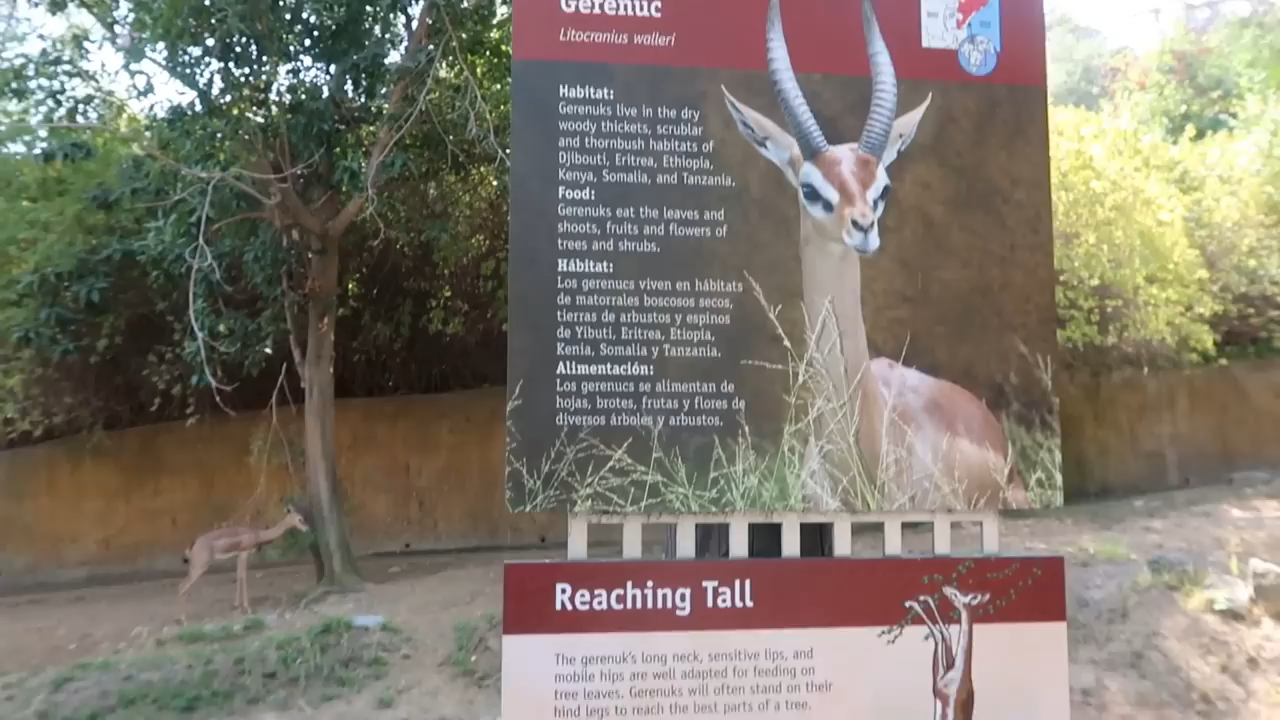 Gerenuc
Litocranius walleri
Habitat:
Gerenuks live in the dry
woody thickets, scrublar
and thornbush habitats of
Djibouti, Eritrea, Ethiopia,
Kenya, Somalia, and Tanzania.
Food:
Gerenuks eat the leaves and
shoots, fruits and flowers of
trees and shrubs.
Hábitat:
Los gerenucs viven en hábitats
de matorrales boscosos secos,
tierras de arbustos y espinos
de Yibuti, Eritrea, Etiopía,
Kenia, Somalia y Tanzania.
Alimentación:
Los gerenucs se alimentan de
hojas, brotes, frutas y flores de
diversos árboles y arbustos.
Reaching Tall
The gerenuk's long neck, sensitive lips, and
mobile hips are well adapted for feeding on
tree leaves. Gerenuks will often stand on their
hind legs to reach the best parts of a tree.